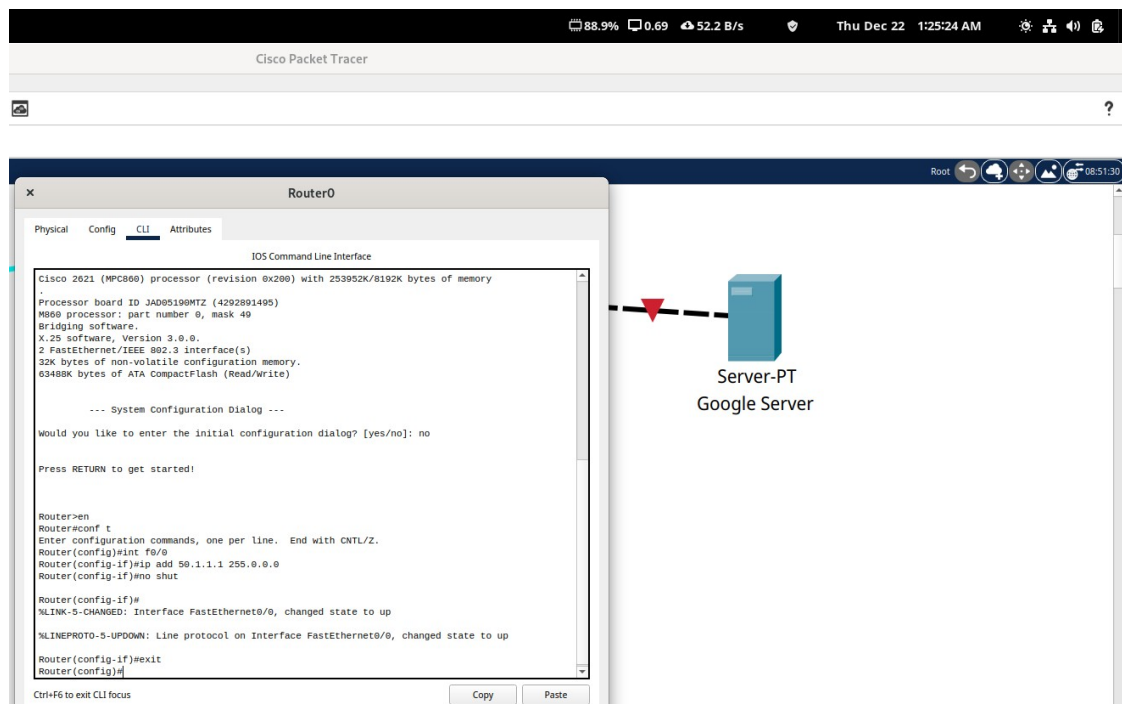 88.9% 0.69 52.2 B/s Thu Dec 22 1:25:24 AM
Cisco Packet Tracer
?
Root 08:51:30
× Router0
Physical Config CLI Attributes
IOS Command Line Interface
Cisco 2621 (MPC860) processor (revision 0x200) with 253952K/8192K bytes of memory
.
Processor board ID JAD05190MTZ (4292891495)
M860 processor: part number 0, mask 49
Bridging software.
X.25 software, Version 3.0.0.
2 FastEthernet/IEEE 802.3 interface(s)
32K bytes of non-volatile configuration memory.
63488K bytes of ATA CompactFlash (Read/Write)
--- System Configuration Dialog ---
Would you like to enter the initial configuration dialog? [yes/no]: no
Press RETURN to get started!
Router>en
Router#conf t
Enter configuration commands, one per line. End with CNTL/Z.
Router(config)#int f0/0
Router(config-if)#ip add 50.1.1.1 255.0.0.0
Router(config-if)#no shut
Router(config-if)#
%LINK-5-CHANGED: Interface FastEthernet0/0, changed state to up
%LINEPROTO-5-UPDOWN: Line protocol on Interface FastEthernet0/0, changed state to up
Router(config-if)#exit
Router(config)#
Ctrl+F6 to exit CLI focus
Copy Paste
Server-PT
Google Server